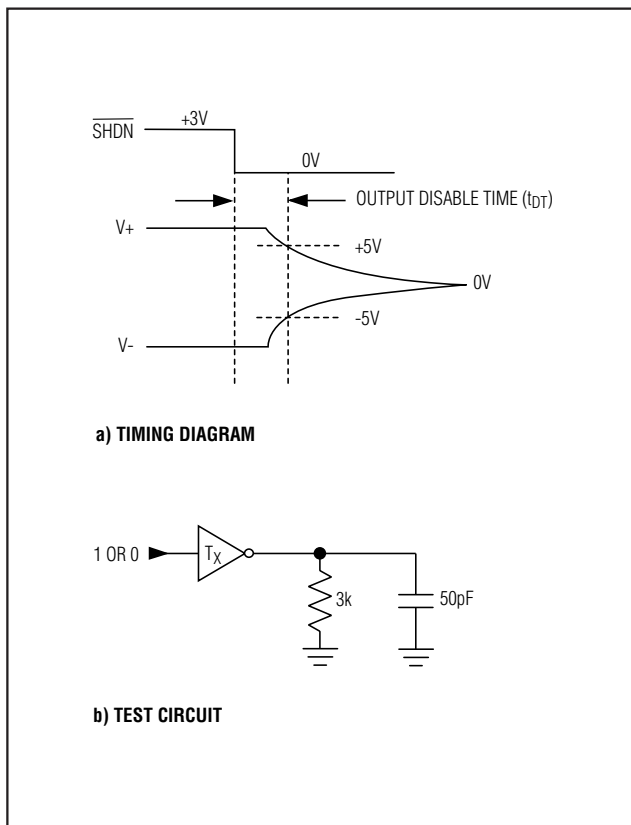 +3V
SHDN
0V
OUTPUT DISABLE TIME (tDT)
V+
+5V
0V
-5V
V-
a) TIMING DIAGRAM
1 OR 0
TX
3k
50pF
b) TEST CIRCUIT